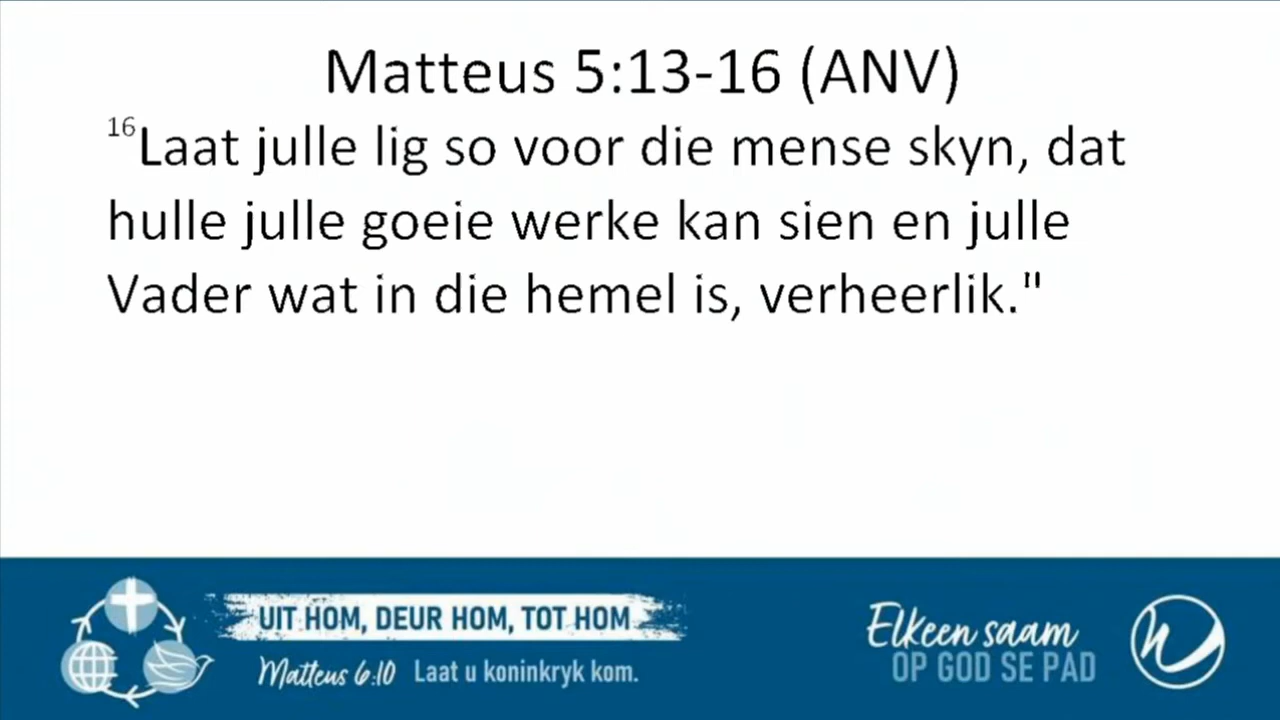 Matteus 5:13-16 (ANV)
16Laat julle lig so voor die mense skyn, dat
hulle julle goeie werke kan sien en julle
Vader wat in die hemel is, verheerlik."
UIT HOM, DEUR HOM, TOT HOM
Matteus 6:10 Laat u koninkryk kom.
Elkeen saam
OP GOD SE PAD